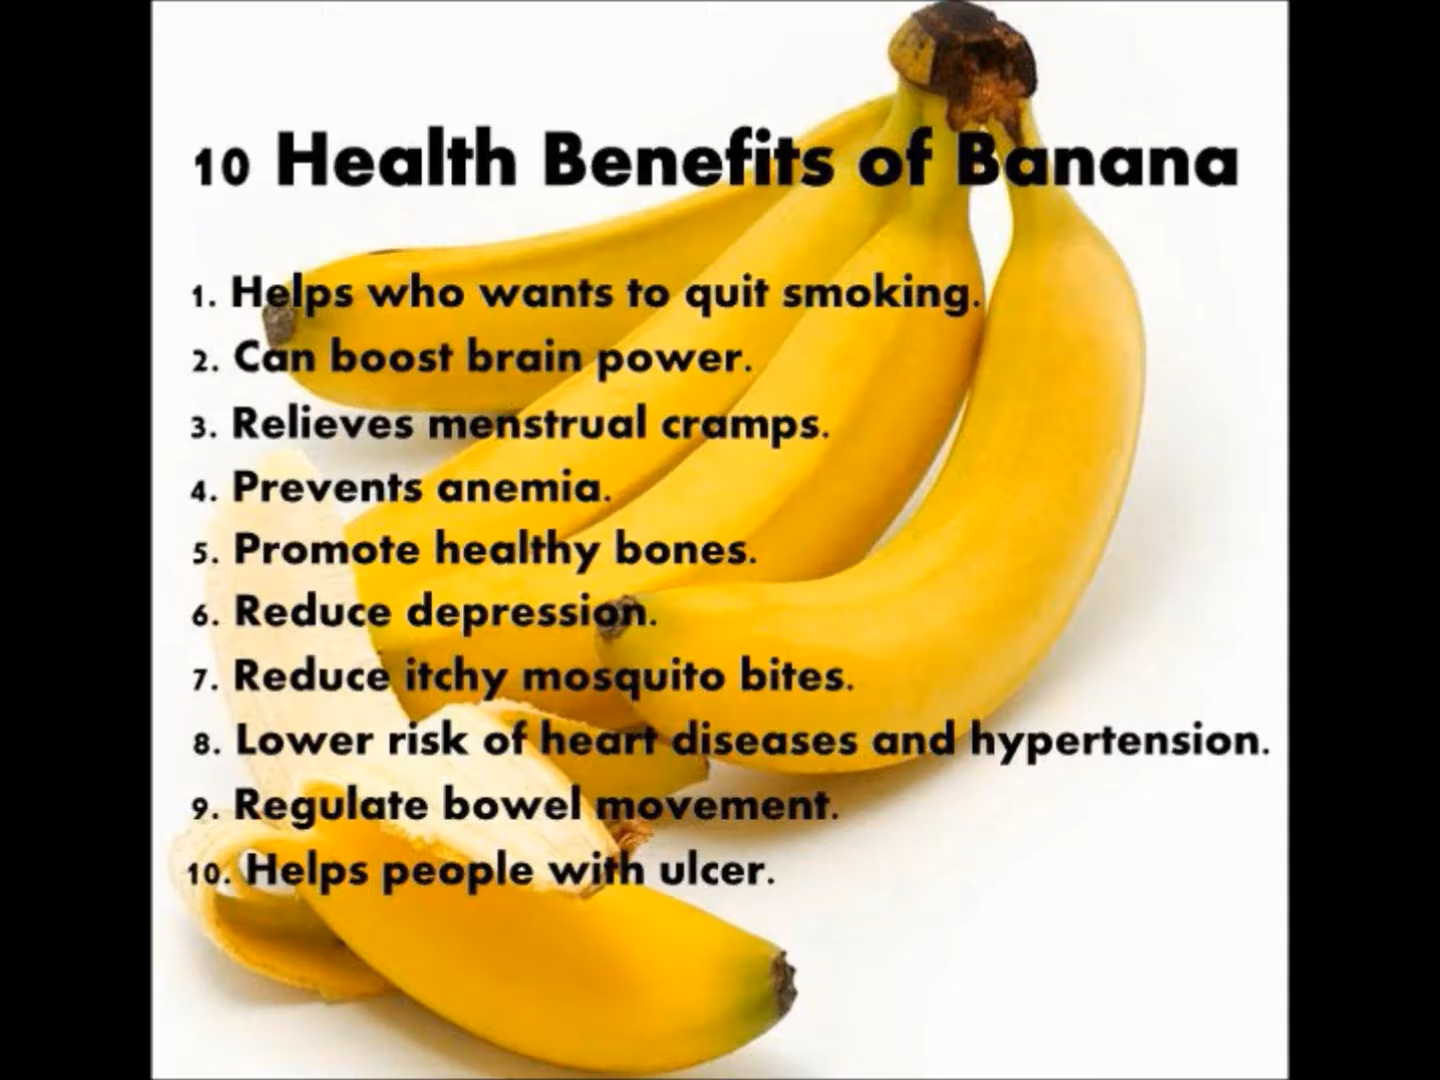 10 Health Benefits of Banana
1. Helps who wants to quit smoking.
2. Can boost brain power.
3. Relieves menstrual cramps.
4. Prevents anemia.
5. Promote healthy bones.
6. Reduce depression.
7. Reduce itchy mosquito bites.
8. Lower risk of heart diseases and hypertension.
9. Regulate bowel movement.
10. Helps people with ulcer.